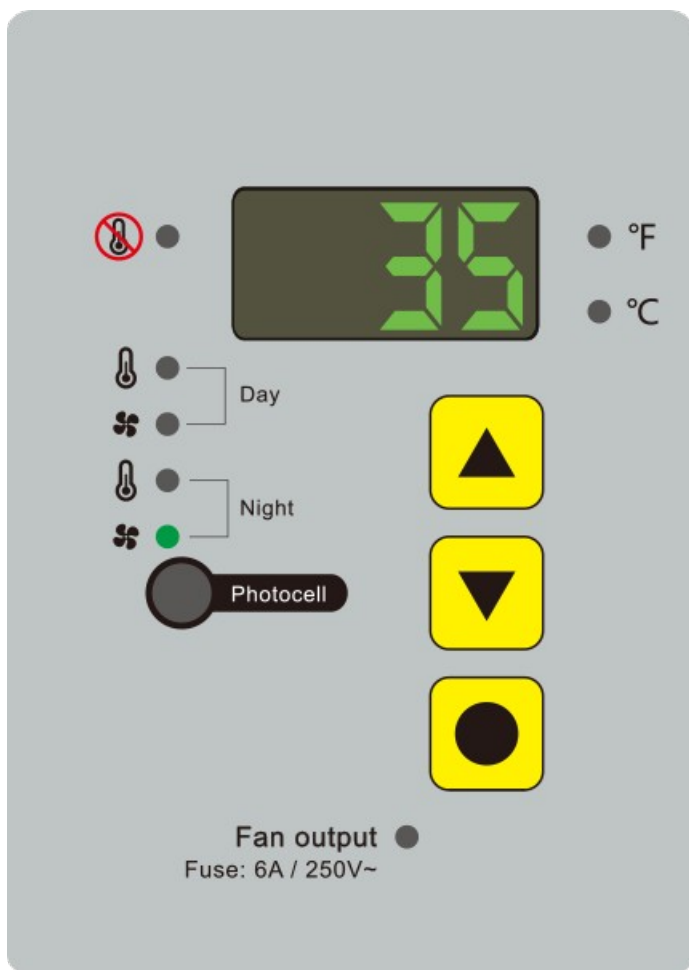 35
°F
°C
Day
Night
Photocell
Fan output
Fuse: 6A / 250V~